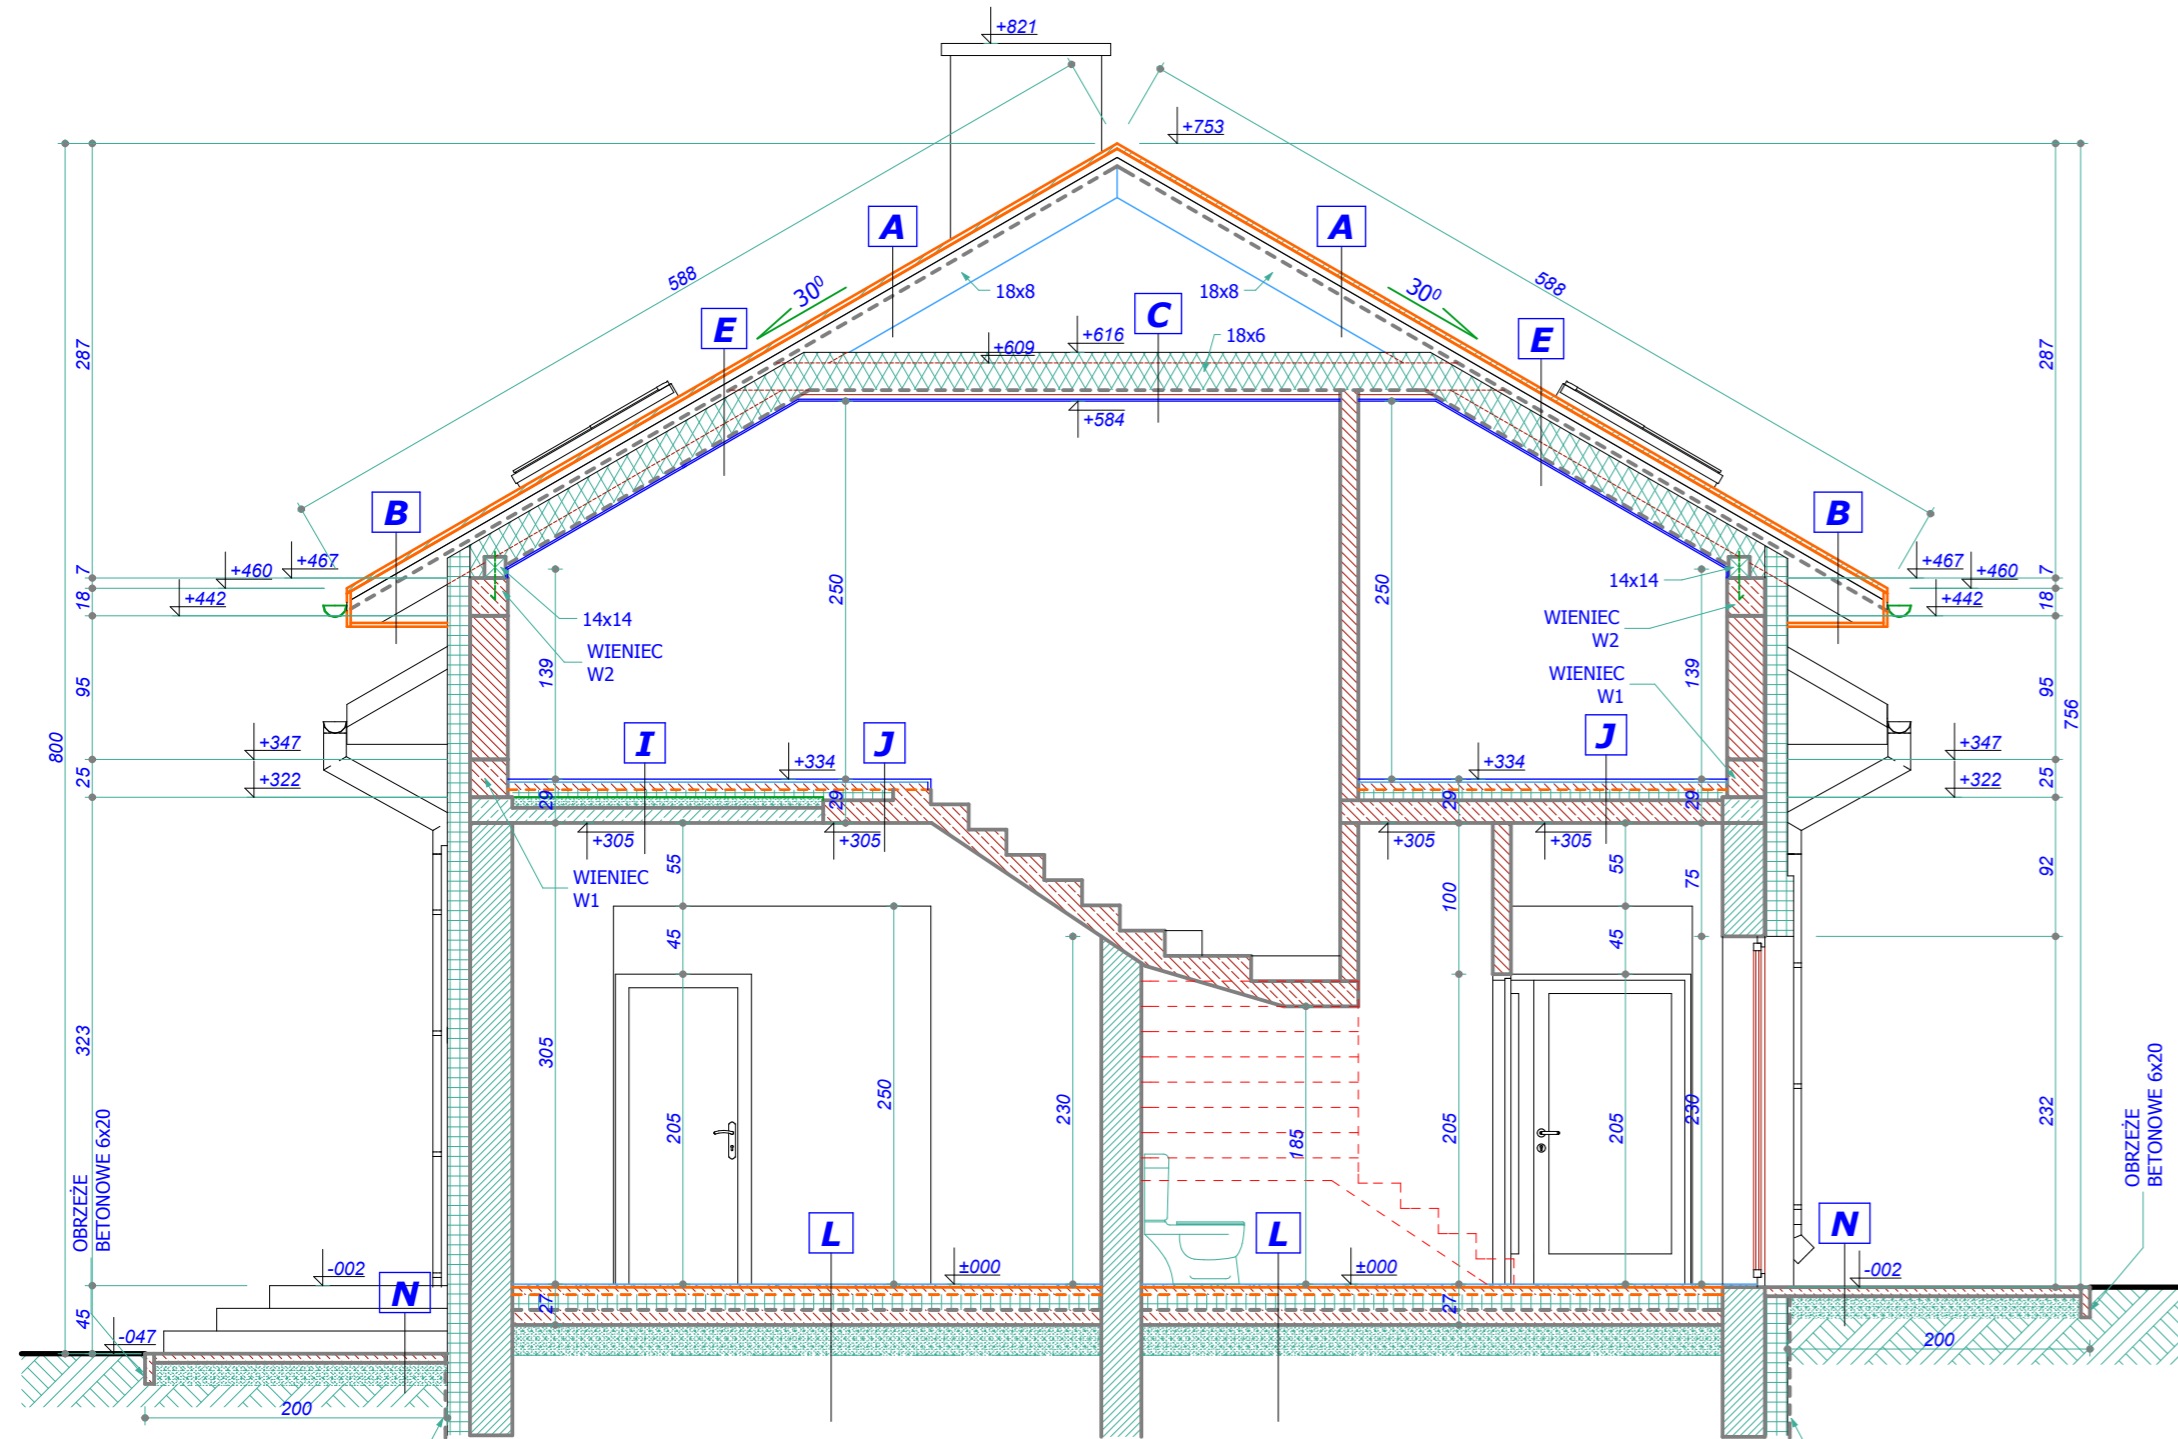 +821
+753
A
A
588
30⁰
18x8
18x8
30⁰
588
E
C
E
+616
18x6
+609
287
287
+584
B
B
+467
+460
+442
7
18
250
250
+467
+460
+442
7
18
14x14
14x14
WIENIEC
W2
WIENIEC
W2
139
139
WIENIEC
W1
95
95
800
756
I
J
J
+347
+334
+334
+347
+322
+322
25
25
29
29
29
29
+305
+305
+305
+305
WIENIEC
W1
55
55
75
92
100
45
45
323
305
205
250
230
185
205
205
230
232
OBRZEŻE
BETONOWE 6x20
OBRZEŻE
BETONOWE 6x20
L
L
N
N
-002
±000
±000
-002
27
27
45
-047
200
200